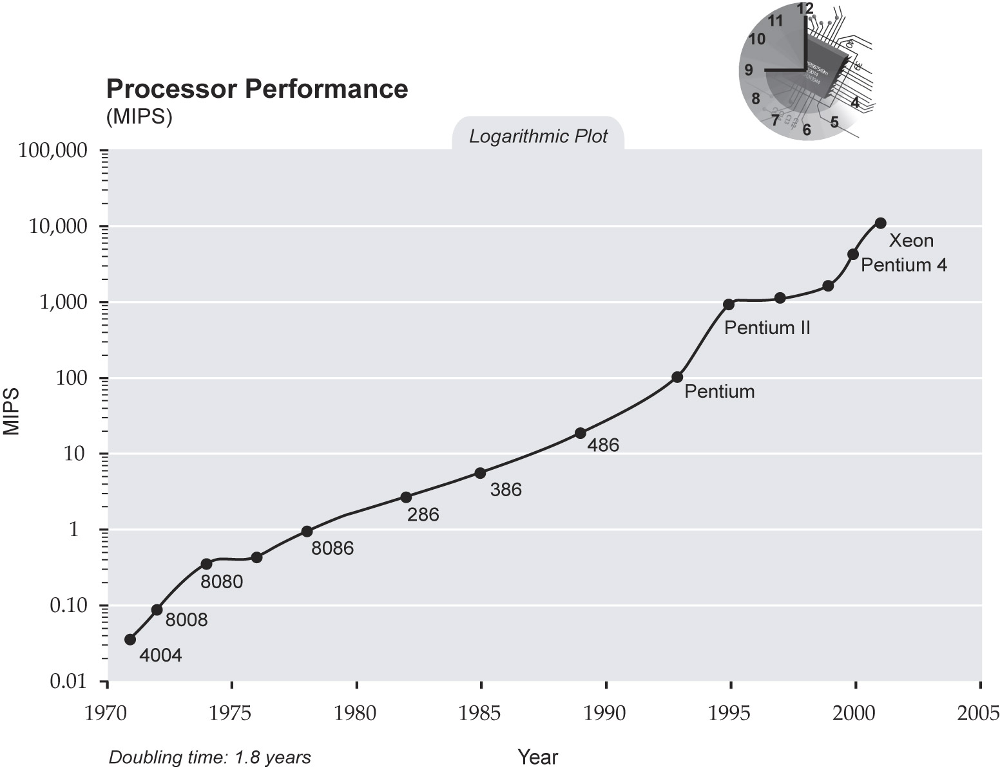 12
11
10
9
8
7
6
5
4
40
39
Processor Performance
(MIPS)
Logarithmic Plot
100,000
10,000
1,000
100
10
1
0.10
0.01
MIPS
Xeon
Pentium 4
Pentium II
Pentium
486
386
286
8086
8080
8008
4004
1970 1975 1980 1985 1990 1995 2000 2005
Doubling time: 1.8 years
Year